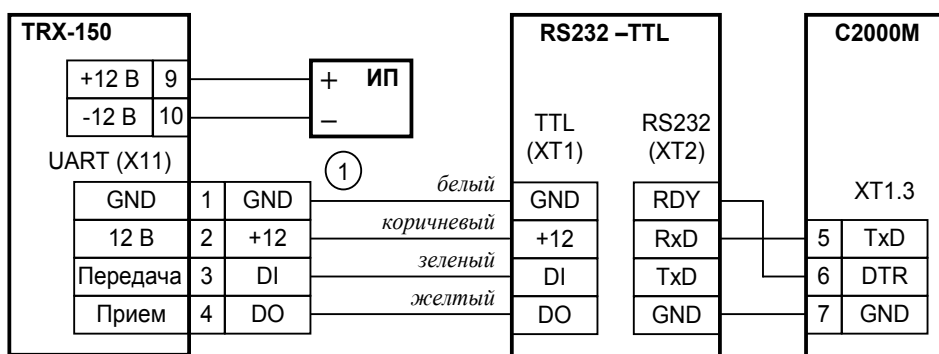 TRX-150 RS232 –TTL C2000M
+12 В 9 + ИП
-12 В 10 –
TTL RS232
(XT1) (XT2)
UART (X11) 1
XT1.3
GND 1 GND белый GND RDY
12 В 2 +12 коричневый +12 RxD 5 TxD
Передача 3 DI зеленый DI TxD 6 DTR
Прием 4 DO желтый DO GND 7 GND